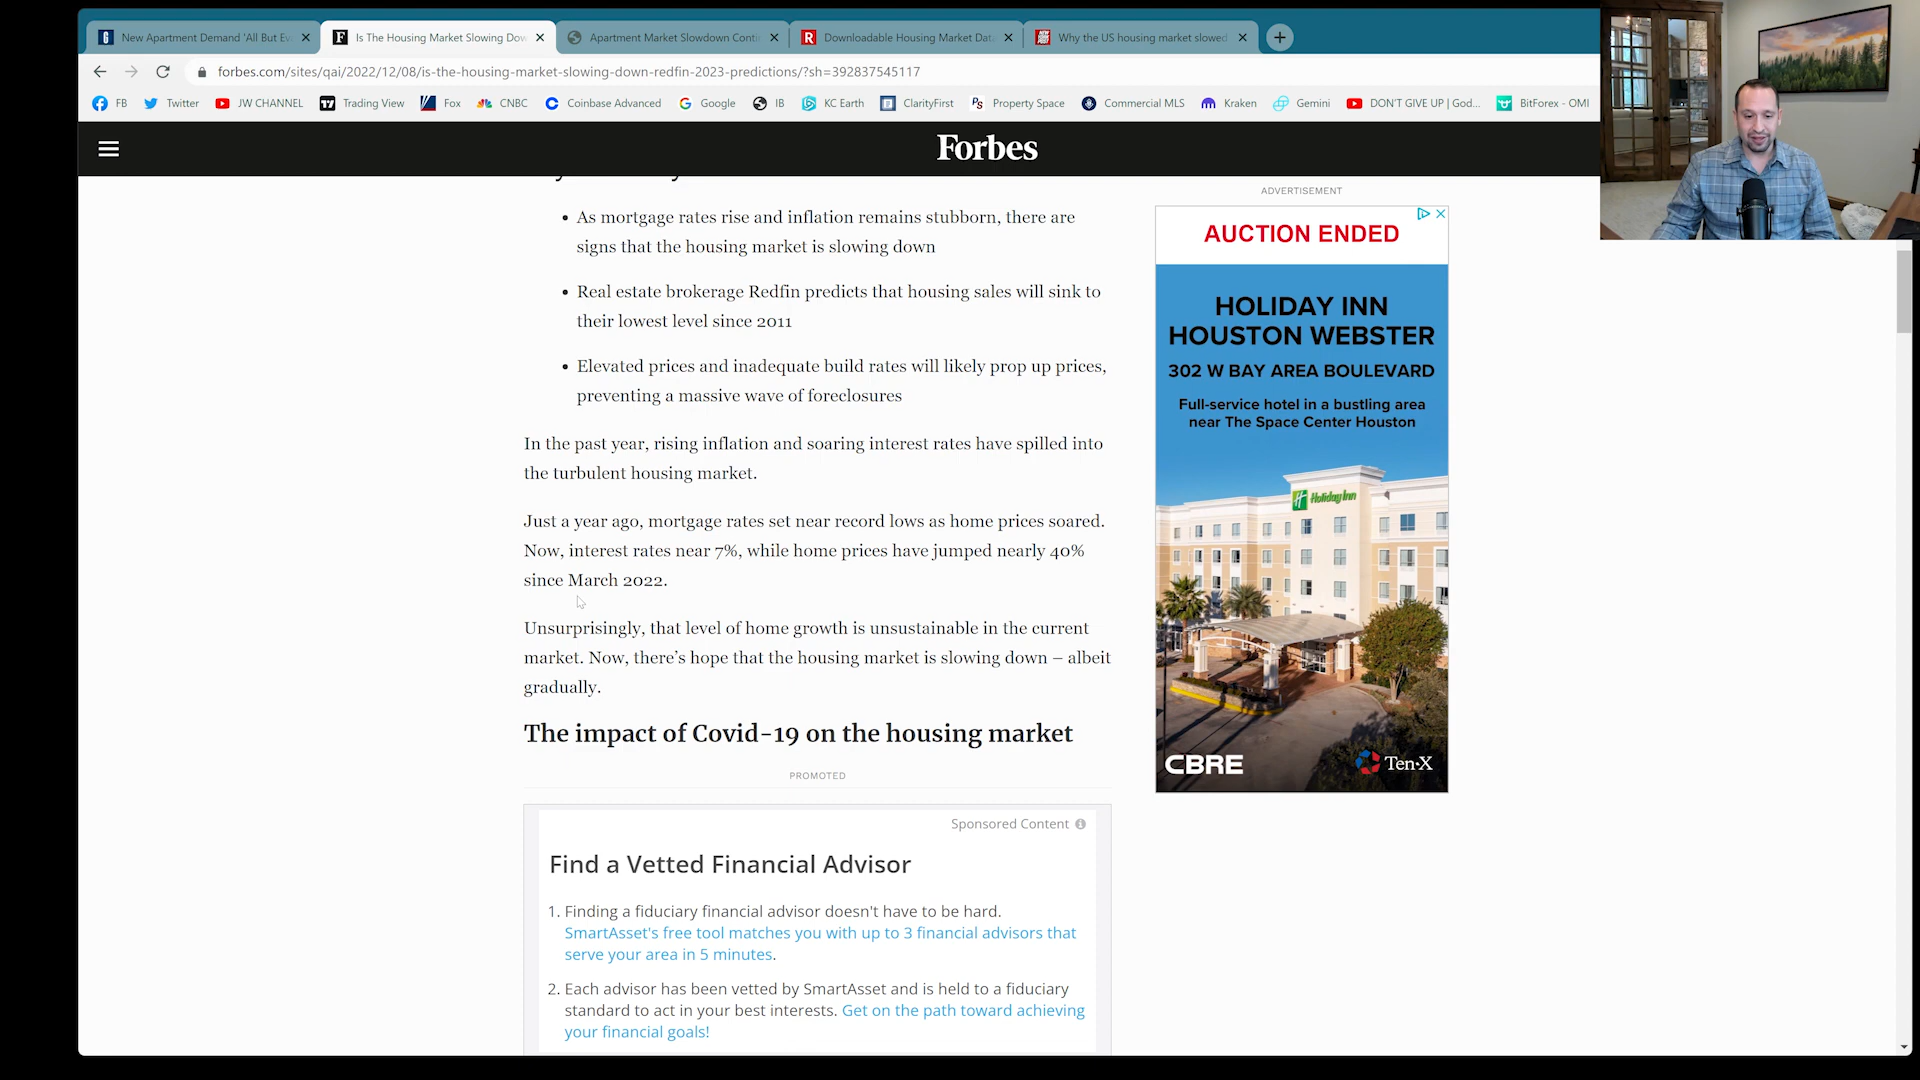 New Apartment Demand 'All But Ev
Is The Housing Market Slowing Dow
Apartment Market Slowdown Conti
Downloadable Housing Market Dat
Why the US housing market slowed
forbes.com/sites/qai/2022/12/08/is-the-housing-market-slowing-down-redfin-2023-predictions/?sh=392837545117
FB
Twitter
JW CHANNEL
Trading View
Fox
CNBC
Coinbase Advanced
Google
IB
KC Earth
ClarityFirst
Property Space
Commercial MLS
Kraken
Gemini
DON'T GIVE UP | God...
BitForex - OMI
Forbes
• As mortgage rates rise and inflation remains stubborn, there are
signs that the housing market is slowing down
• Real estate brokerage Redfin predicts that housing sales will sink to
their lowest level since 2011
• Elevated prices and inadequate build rates will likely prop up prices,
preventing a massive wave of foreclosures
In the past year, rising inflation and soaring interest rates have spilled into
the turbulent housing market.
Just a year ago, mortgage rates set near record lows as home prices soared.
Now, interest rates near 7%, while home prices have jumped nearly 40%
since March 2022.
Unsurprisingly, that level of home growth is unsustainable in the current
market. Now, there's hope that the housing market is slowing down – albeit
gradually.
The impact of Covid-19 on the housing market
PROMOTED
Sponsored Content
Find a Vetted Financial Advisor
1. Finding a fiduciary financial advisor doesn't have to be hard.
SmartAsset's free tool matches you with up to 3 financial advisors that
serve your area in 5 minutes.
2. Each advisor has been vetted by SmartAsset and is held to a fiduciary
standard to act in your best interests. Get on the path toward achieving
your financial goals!
ADVERTISEMENT
AUCTION ENDED
HOLIDAY INN
HOUSTON WEBSTER
302 W BAY AREA BOULEVARD
Full-service hotel in a bustling area
near The Space Center Houston
Holiday Inn
CBRE
Ten-X